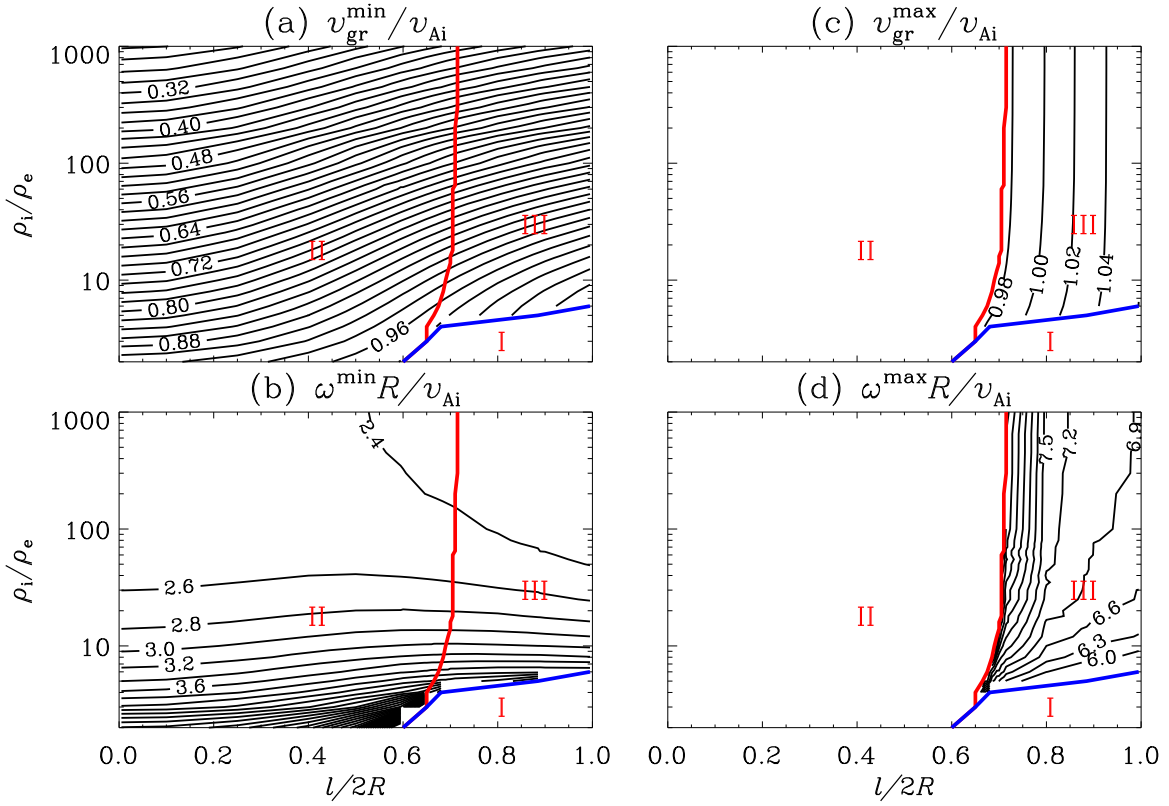 (a) v_gr^min/v_Ai
(c) v_gr^max/v_Ai
1000
100
10
ρ_i/ρ_e
0.32
0.40
0.48
0.56
0.64
0.72
0.80
0.88
0.96
II
III
I
0.98
1.00
1.02
1.04
II
III
I
(b) ω^min R/v_Ai
(d) ω^max R/v_Ai
1000
100
10
ρ_i/ρ_e
2.4
2.6
2.8
3.0
3.2
3.6
II
III
I
7.5
7.2
6.9
6.6
6.3
6.0
II
III
I
0.0 0.2 0.4 0.6 0.8 1.0
l/2R
0.0 0.2 0.4 0.6 0.8 1.0
l/2R